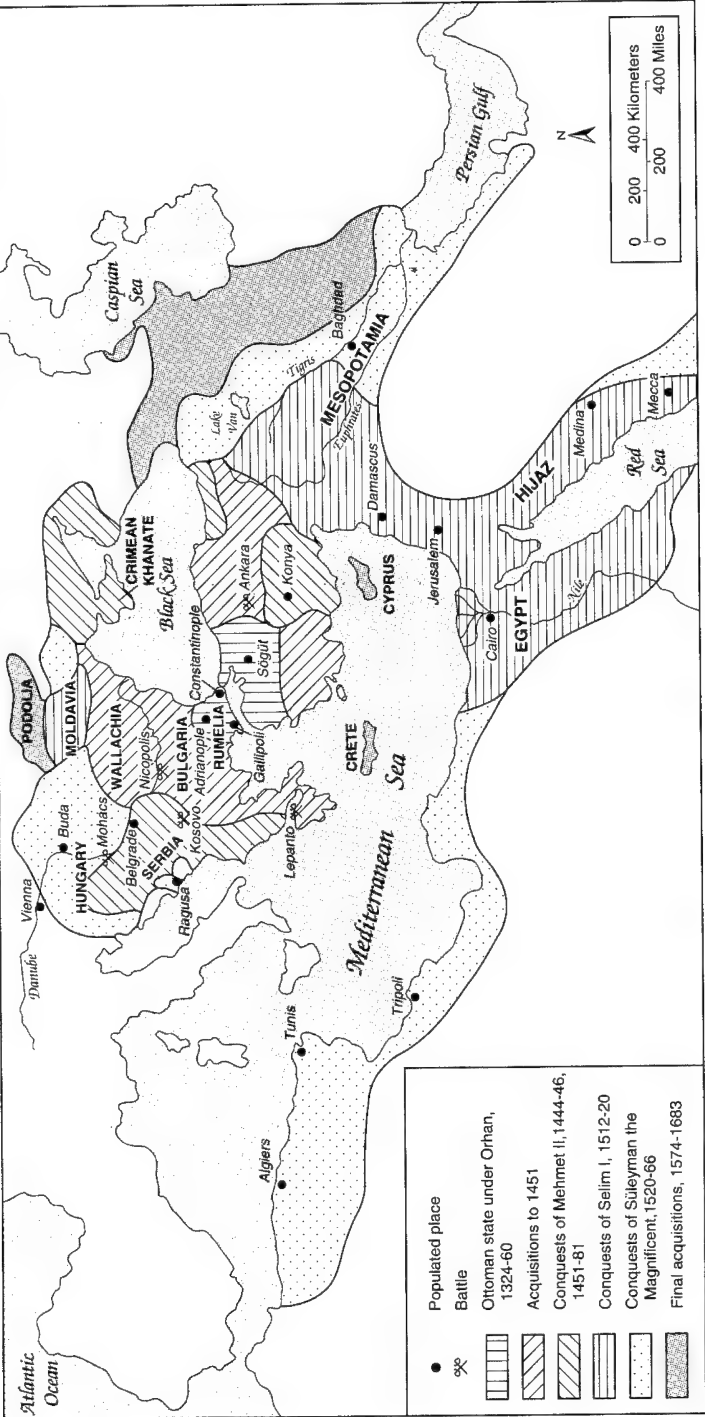 Atlantic
Ocean
Vienna
Danube
Buda
HUNGARY
Mohács
Belgrade
SERBIA
Kosovo
Ragusa
PODOLIA
MOLDAVIA
WALLACHIA
Nicopolis
BULGARIA
Adrianople
RUMELIA
Constantinople
Gallipoli
Lepanto
CRIMEAN
KHANATE
Black Sea
Ankara
Sögüt
Konya
Caspian
Sea
Lake
Van
Tigris
Euphrates
Baghdad
MESOPOTAMIA
Persian Gulf
Damascus
Jerusalem
CYPRUS
CRETE
Mediterranean
Sea
Algiers
Tunis
Tripoli
Cairo
EGYPT
Nile
HIJAZ
Medina
Mecca
Red
Sea
N
0 200 400 Kilometers
0 200 400 Miles
Populated place
Battle
Ottoman state under Orhan,
1324-60
Acquisitions to 1451
Conquests of Mehmet II,1444-46,
1451-81
Conquests of Selim I, 1512-20
Conquests of Süleyman the
Magnificent,1520-66
Final acquisitions, 1574-1683